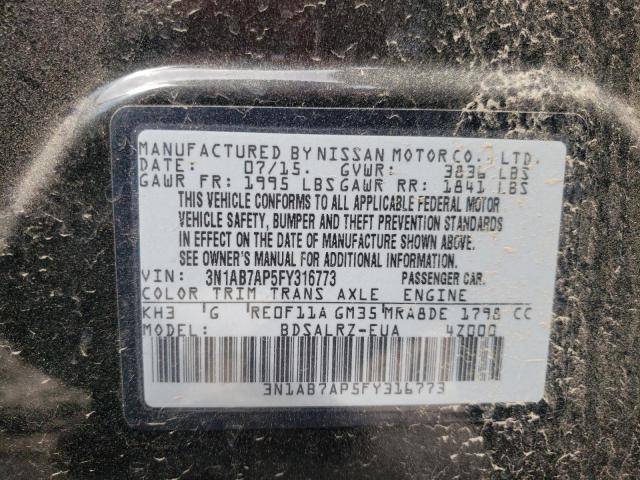 MANUFACTURED BY NISSAN MOTOR CO., LTD.
DATE: 07/15. GVWR: 3836 LBS
GAWR FR: 1995 LBS GAWR RR: 1841 LBS
THIS VEHICLE CONFORMS TO ALL APPLICABLE FEDERAL MOTOR
VEHICLE SAFETY, BUMPER AND THEFT PREVENTION STANDARDS
IN EFFECT ON THE DATE OF MANUFACTURE SHOWN ABOVE.
SEE OWNER'S MANUAL FOR ADDITIONAL INFORMATION.
VIN: 3N1AB7AP5FY316773 PASSENGER CAR.
COLOR TRIM TRANS AXLE ENGINE
KH3 G RE0F11A GM35 MRA8DE 1798 CC
BDSALRZ-EUA 4Z000
3N1AB7AP5FY316773